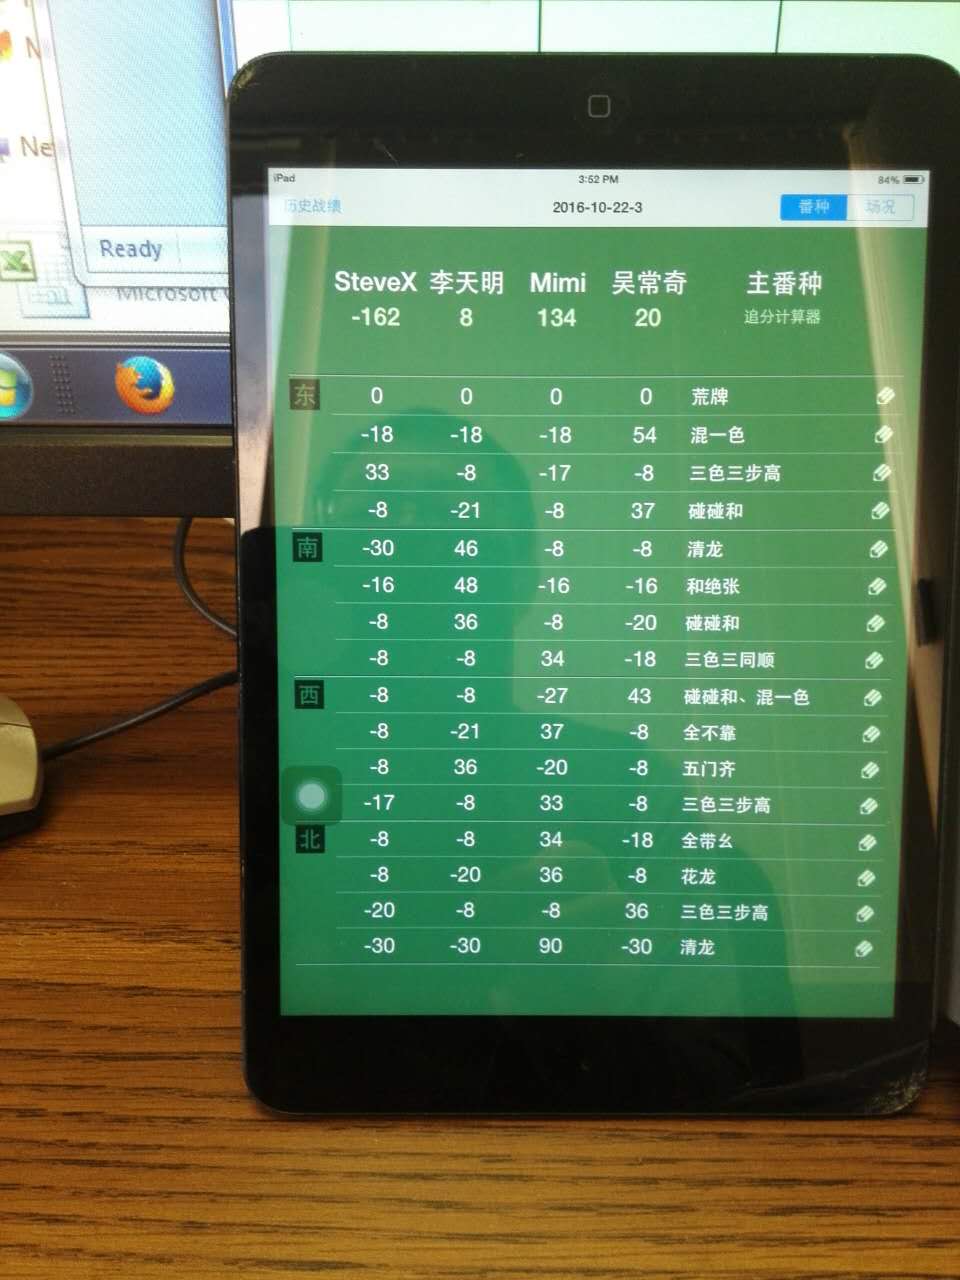 Ne
Ready
Microsoft
iPad 3:52 PM 84%
历史战绩 2016-10-22-3 番种 场况
SteveX 李天明 Mimi 吴常奇 主番种
-162 8 134 20 追分计算器
东 0 0 0 0 荒牌
-18 -18 -18 54 混一色
33 -8 -17 -8 三色三步高
-8 -21 -8 37 碰碰和
南 -30 46 -8 -8 清龙
-16 48 -16 -16 和绝张
-8 36 -8 -20 碰碰和
-8 -8 34 -18 三色三同顺
西 -8 -8 -27 43 碰碰和、混一色
-8 -21 37 -8 全不靠
-8 36 -20 -8 五门齐
-17 -8 33 -8 三色三步高
北 -8 -8 34 -18 全带幺
-8 -20 36 -8 花龙
-20 -8 -8 36 三色三步高
-30 -30 90 -30 清龙